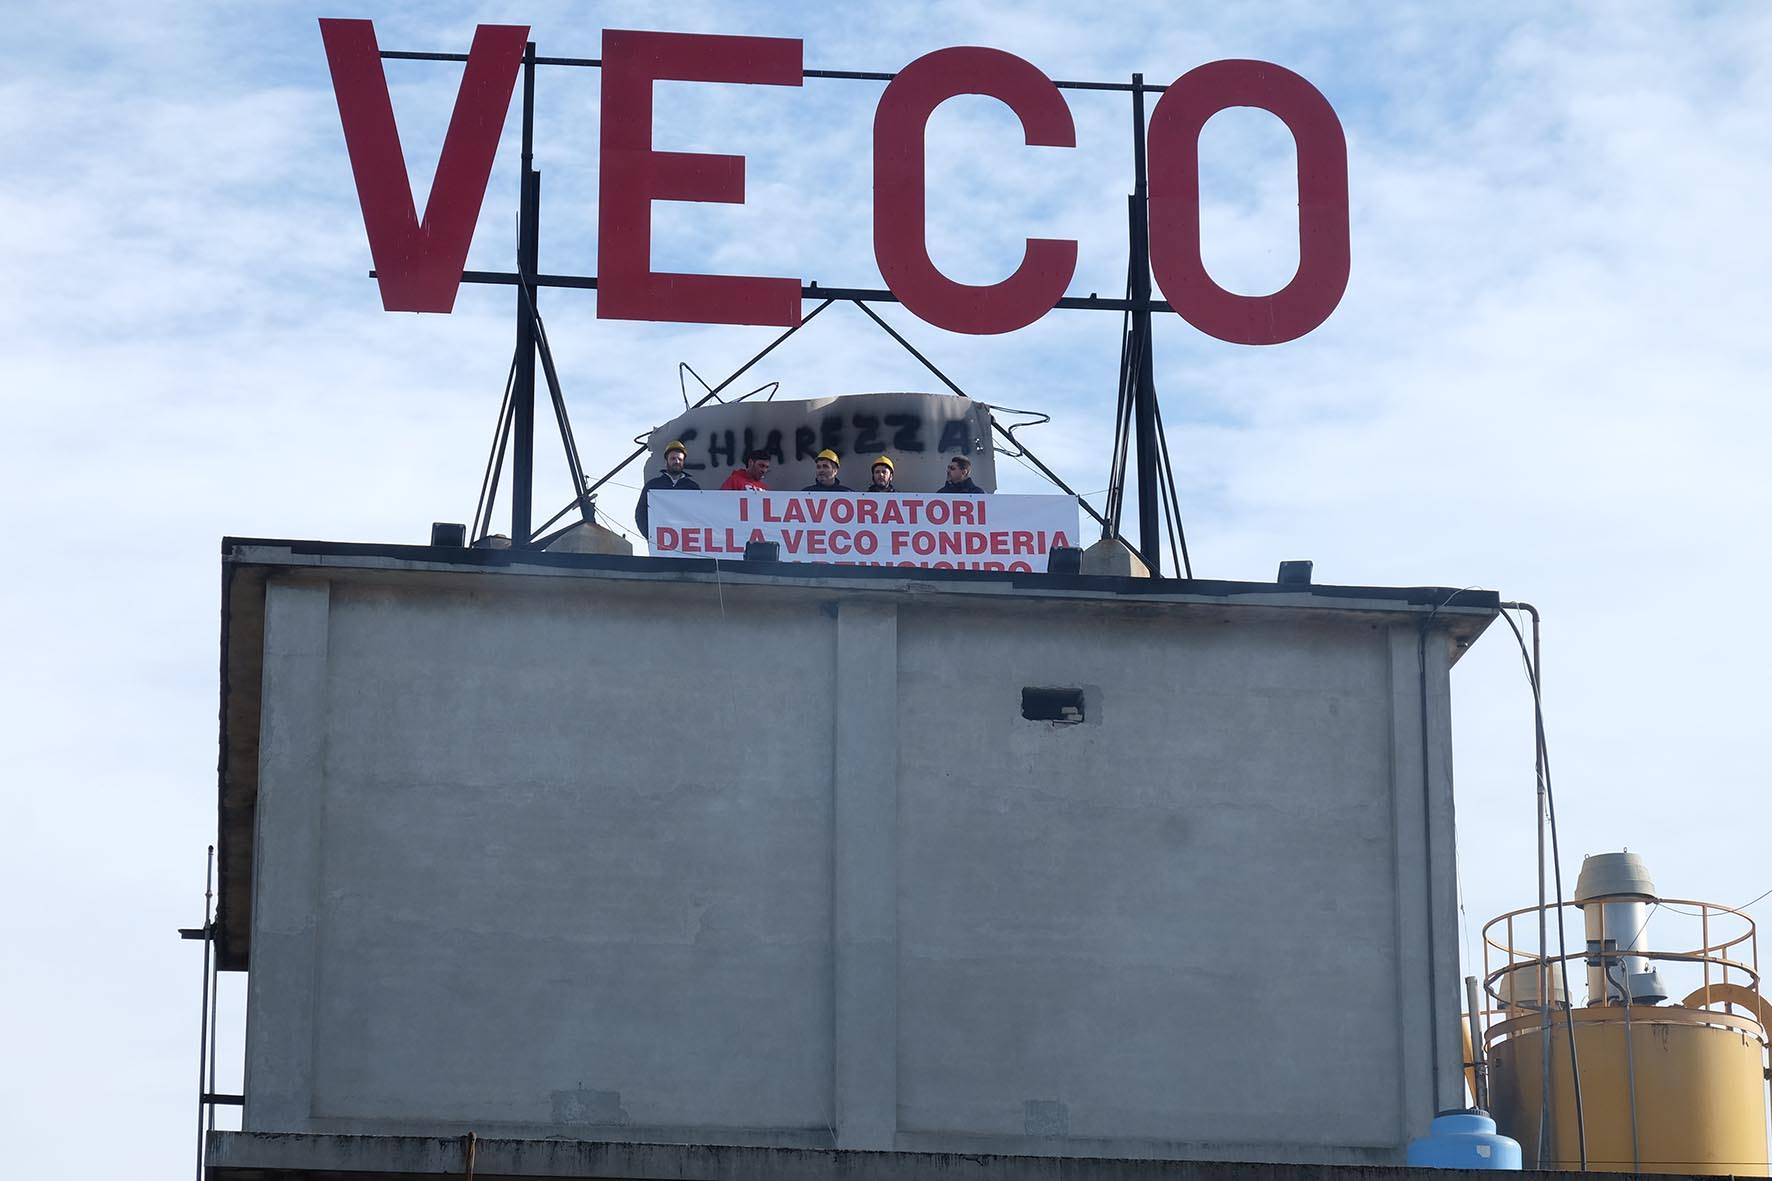 VECO
CHIAREZZA
I LAVORATORI
DELLA VECO FONDERIA